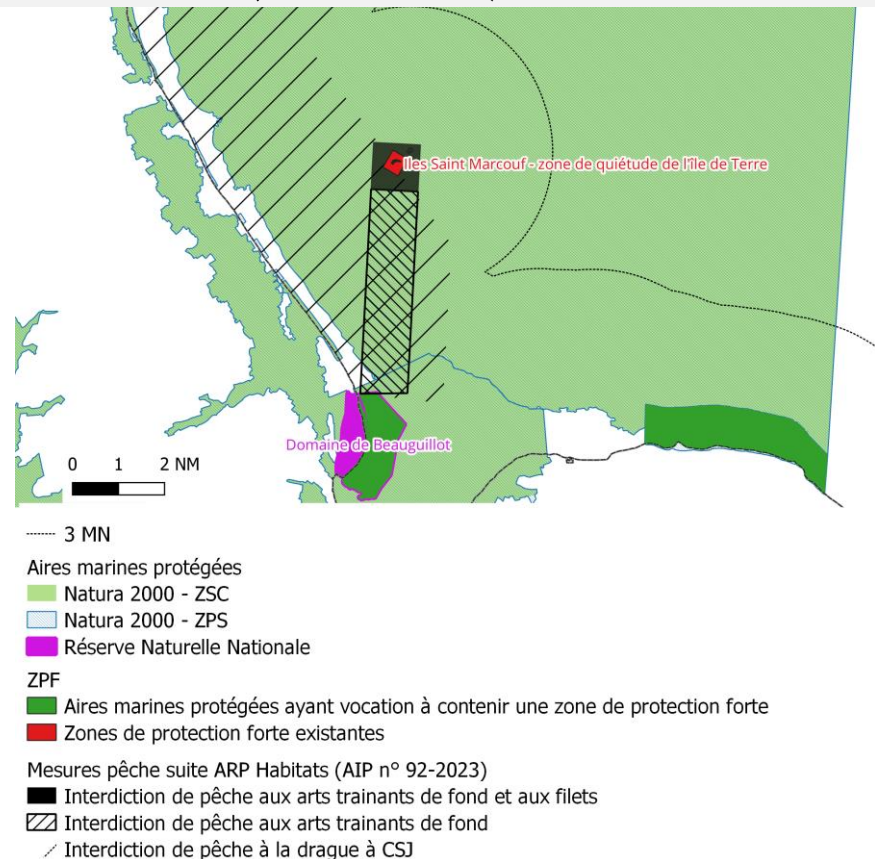 Iles Saint Marcouf - zone de quiétude de l'île de Terre
Domaine de Beauguillot
0 1 2 NM
3 MN
Aires marines protégées
Natura 2000 - ZSC
Natura 2000 - ZPS
Réserve Naturelle Nationale
ZPF
Aires marines protégées ayant vocation à contenir une zone de protection forte
Zones de protection forte existantes
Mesures pêche suite ARP Habitats (AIP n° 92-2023)
Interdiction de pêche aux arts trainants de fond et aux filets
Interdiction de pêche aux arts trainants de fond
Interdiction de pêche à la drague à CSJ